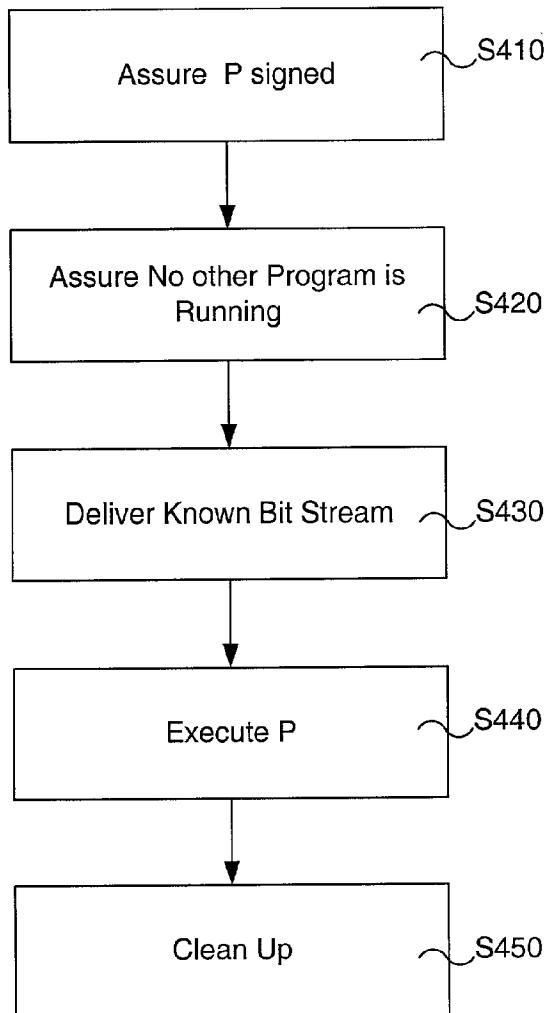 Assure P signed
S410
Assure No other Program is
Running
S420
Deliver Known Bit Stream
S430
Execute P
S440
Clean Up
S450